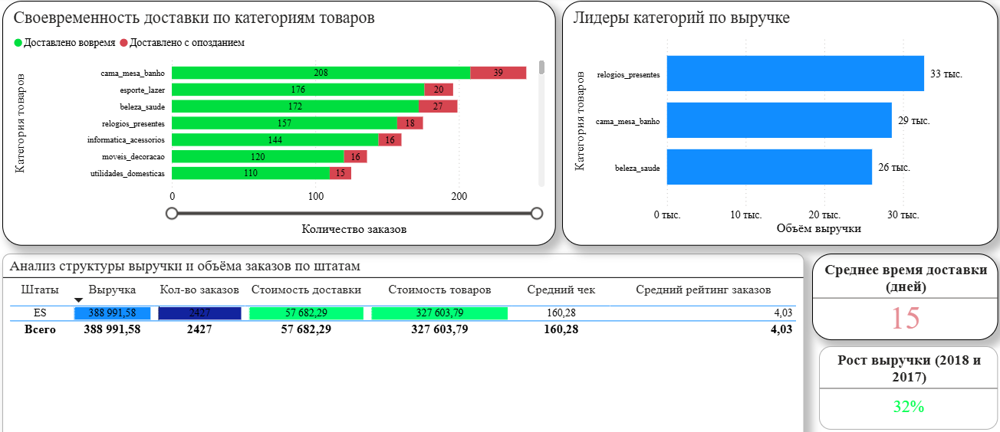 Своевременность доставки по категориям товаров
Доставлено вовремя Доставлено с опозданием
Категория товаров
cama_mesa_banho 208 39
esporte_lazer 176 20
beleza_saude 172 27
relogios_presentes 157 18
informatica_acessorios 144 16
moveis_decoracao 120 16
utilidades_domesticas 110 15
0 100 200
Количество заказов
Лидеры категорий по выручке
Категория товаров
relogios_presentes 33 тыс.
cama_mesa_banho 29 тыс.
beleza_saude 26 тыс.
0 тыс. 10 тыс. 20 тыс. 30 тыс.
Объём выручки
Анализ структуры выручки и объёма заказов по штатам
Штаты Выручка Кол-во заказов Стоимость доставки Стоимость товаров Средний чек Средний рейтинг заказов
ES 388 991,58 2427 57 682,29 327 603,79 160,28 4,03
Всего 388 991,58 2427 57 682,29 327 603,79 160,28 4,03
Среднее время доставки
(дней)
15
Рост выручки (2018 и
2017)
32%